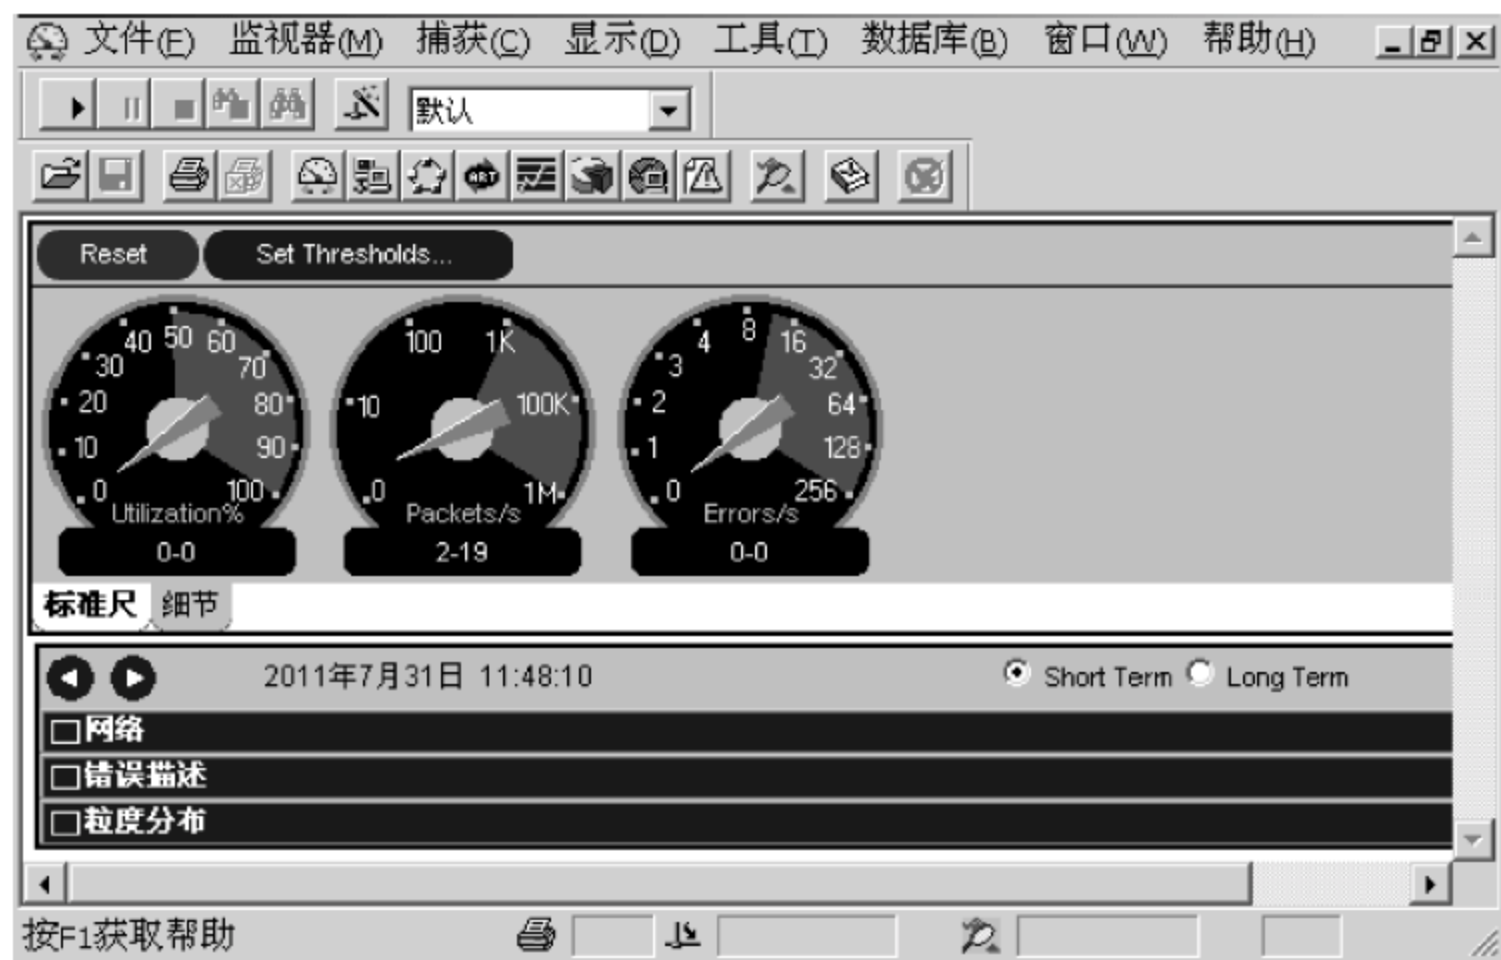 文件(F) 监视器(M) 捕获(C) 显示(D) 工具(T) 数据库(B) 窗口(W) 帮助(H)
默认
ART
Reset Set Thresholds...
0 10 20 30 40 50 60 70 80 90 100
Utilization%
0-0
0 10 100 1K 100K 1M
Packets/s
2-19
0 1 2 3 4 8 16 32 64 128 256
Errors/s
0-0
标准尺 细节
2011年7月31日 11:48:10 Short Term Long Term
网络
错误描述
粒度分布
按F1获取帮助